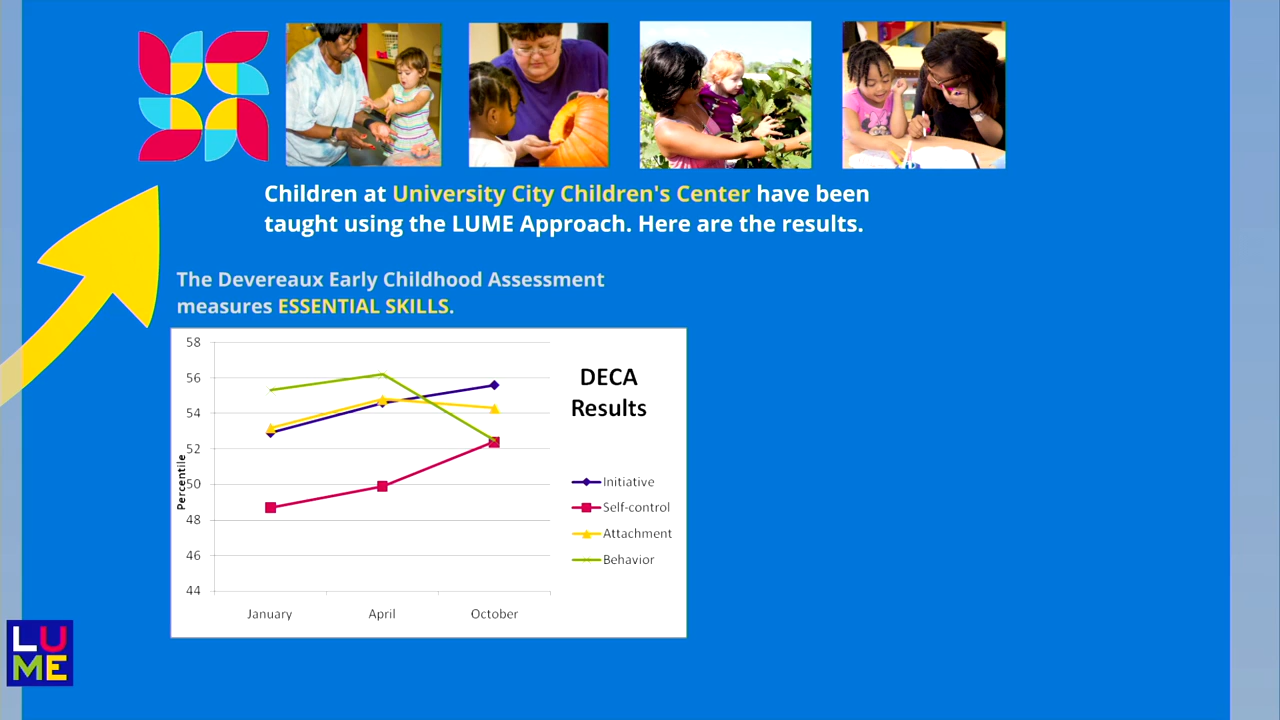 Children at University City Children's Center have been
taught using the LUME Approach. Here are the results.
The Devereaux Early Childhood Assessment
measures ESSENTIAL SKILLS.
58
56
54
52
50
48
46
44
Percentile
January April October
DECA
Results
Initiative
Self-control
Attachment
Behavior
LU
ME